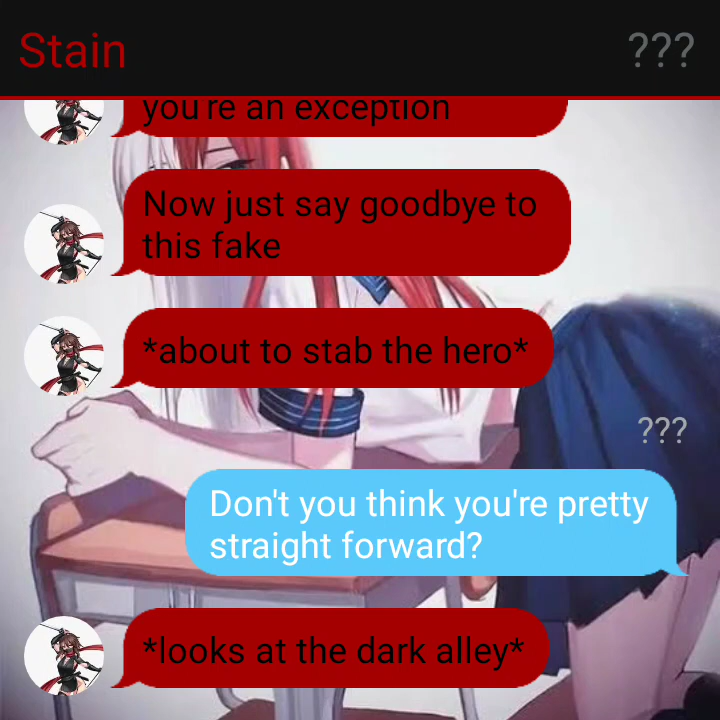 Stain
???
you're an exception
Now just say goodbye to
this fake
*about to stab the hero*
???
Don't you think you're pretty
straight forward?
*looks at the dark alley*